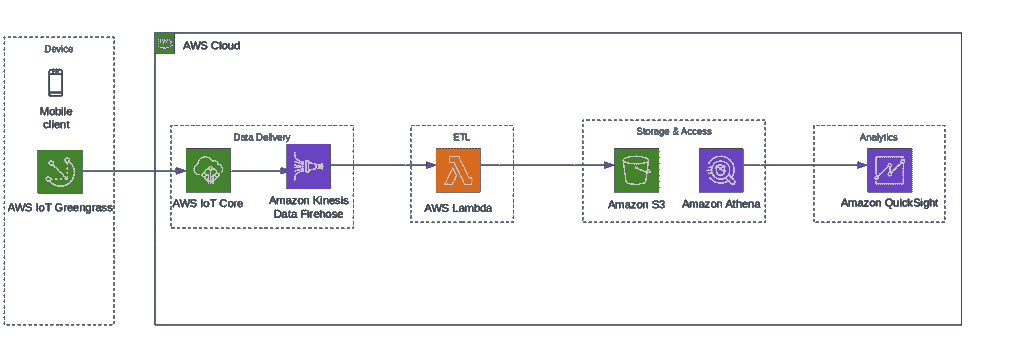 Device
Mobile
client
AWS IoT Greengrass
aws
AWS Cloud
Data Delivery
AWS IoT Core
Amazon Kinesis
Data Firehose
ETL
AWS Lambda
Storage & Access
Amazon S3
Amazon Athena
Analytics
Amazon QuickSight